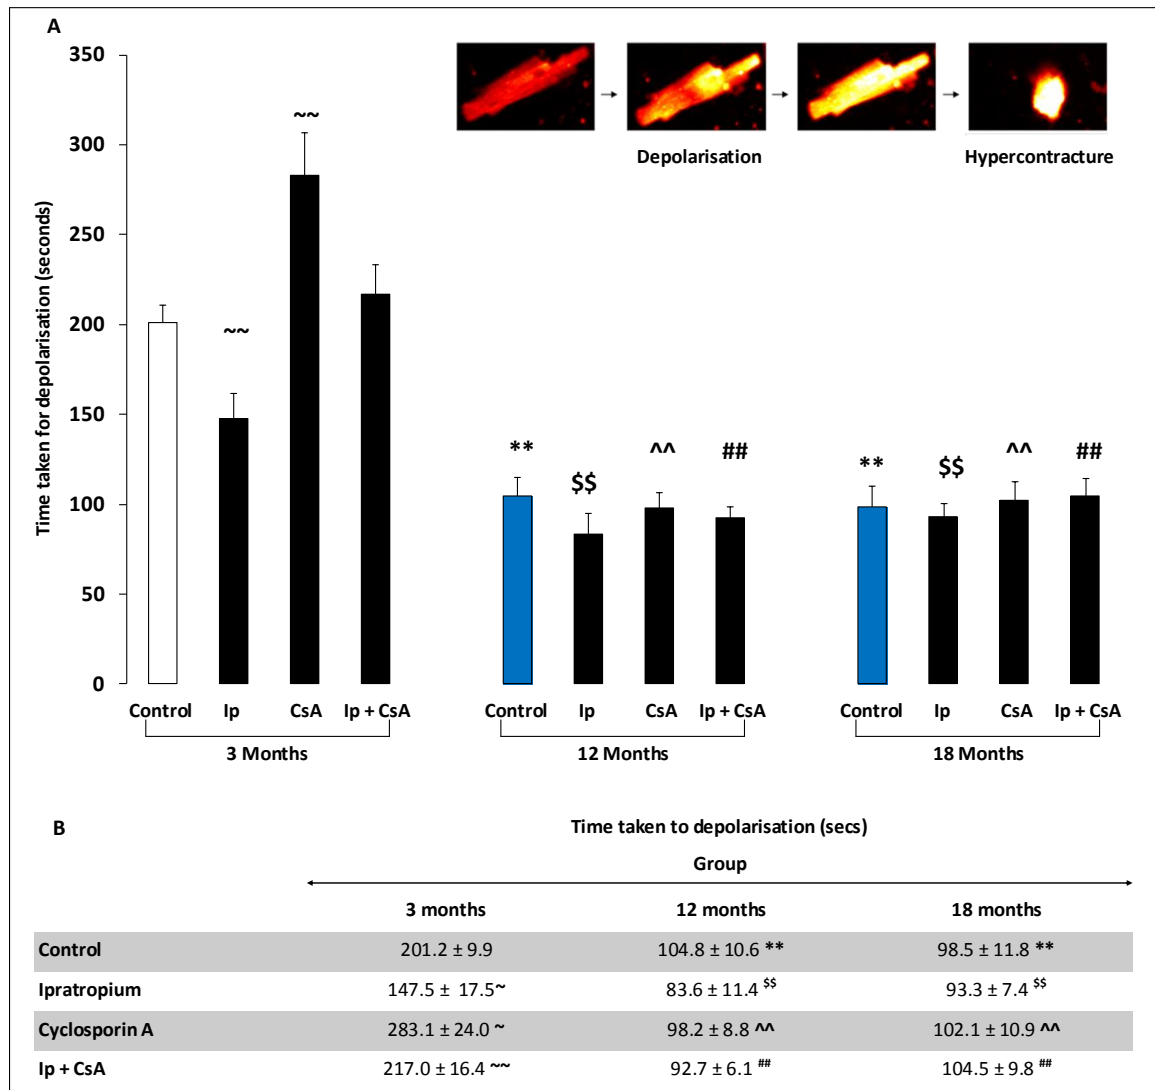 A
350
300
250
200
150
100
50
0
Time taken for depolarisation (seconds)
Depolarisation Hypercontracture
~~ ~~
** $$ ^^ ##
** $$ ^^ ##
Control Ip CsA Ip + CsA Control Ip CsA Ip + CsA Control Ip CsA Ip + CsA
3 Months 12 Months 18 Months
B Time taken to depolarisation (secs)
Group
3 months 12 months 18 months
Control 201.2 ± 9.9 104.8 ± 10.6 ** 98.5 ± 11.8 **
Ipratropium 147.5 ± 17.5~ 83.6 ± 11.4 $$ 93.3 ± 7.4 $$
Cyclosporin A 283.1 ± 24.0 ~ 98.2 ± 8.8 ^^ 102.1 ± 10.9 ^^
Ip + CsA 217.0 ± 16.4 ~~ 92.7 ± 6.1 ## 104.5 ± 9.8 ##